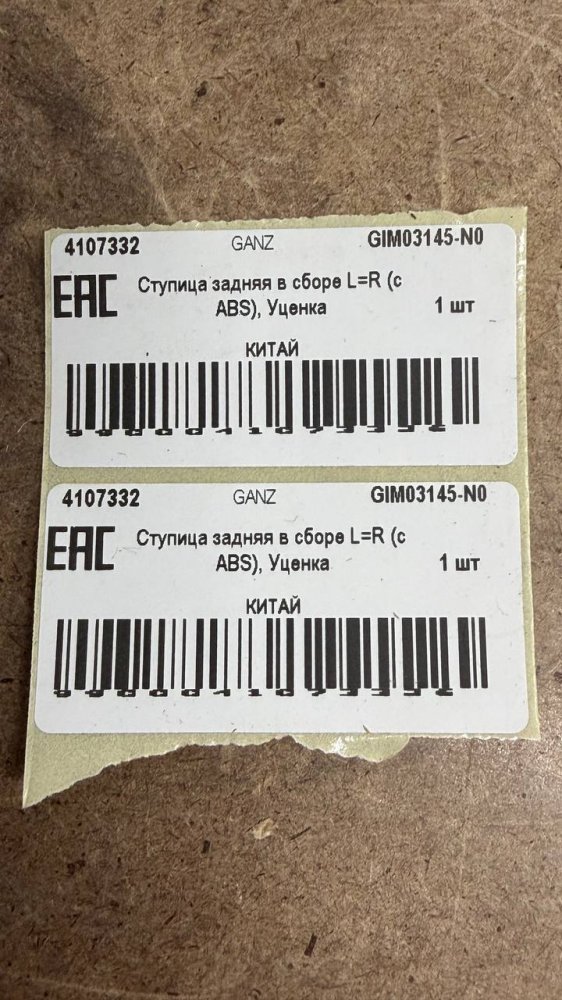 4107332 GANZ GIM03145-N0
EAC Ступица задняя в сборе L=R (с
ABS), Уценка 1 шт
КИТАЙ
4107332 GANZ GIM03145-N0
EAC Ступица задняя в сборе L=R (с
ABS), Уценка 1 шт
КИТАЙ